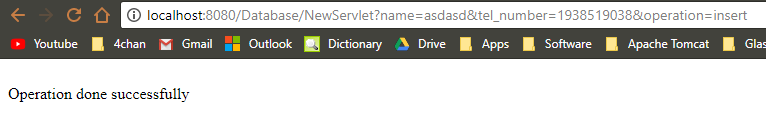 localhost:8080/Database/NewServlet?name=asdasd&tel_number=1938519038&operation=insert
Youtube 4chan Gmail Outlook Dictionary Drive Apps Software Apache Tomcat Glas
Operation done successfully